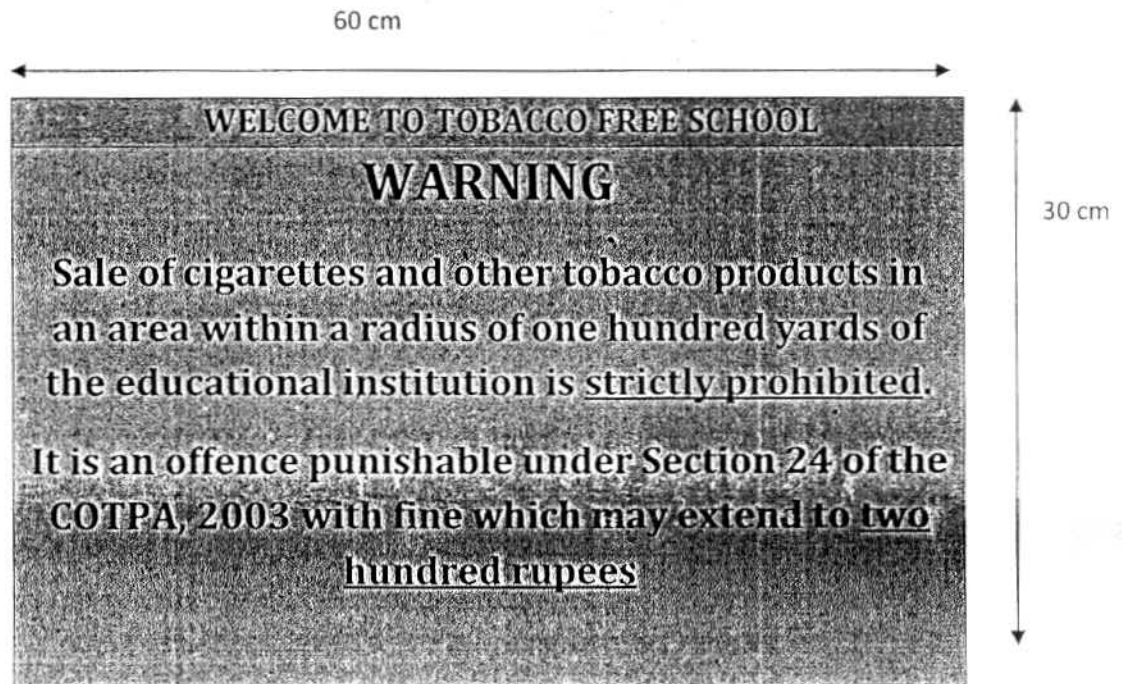 60 cm
WELCOME TO TOBACCO FREE SCHOOL
WARNING
30 cm
Sale of cigarettes and other tobacco products in
an area within a radius of one hundred yards of
the educational institution is strictly prohibited.
It is an offence punishable under Section 24 of the
COTPA, 2003 with fine which may extend to two
hundred rupees